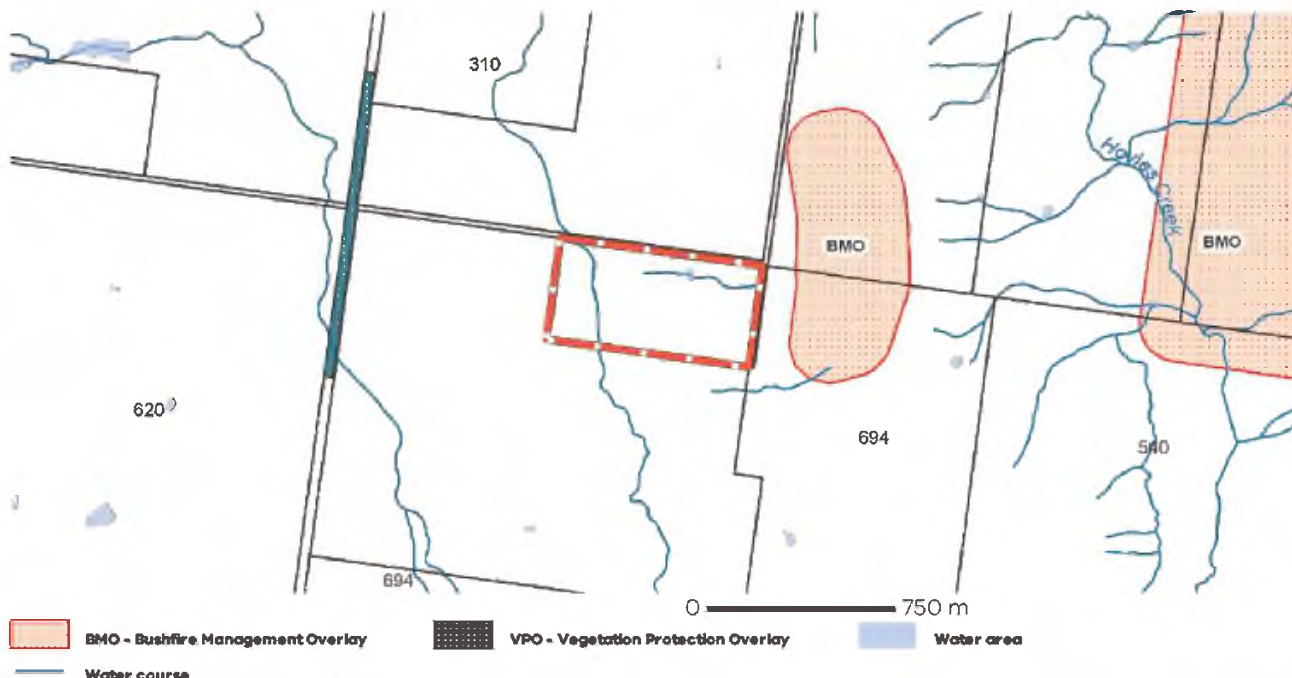 310
Hovles Creek
BMO
BMO
620
694
540
694
0 750 m
BMO - Bushfire Management Overlay
VPO - Vegetation Protection Overlay
Water area
Water course